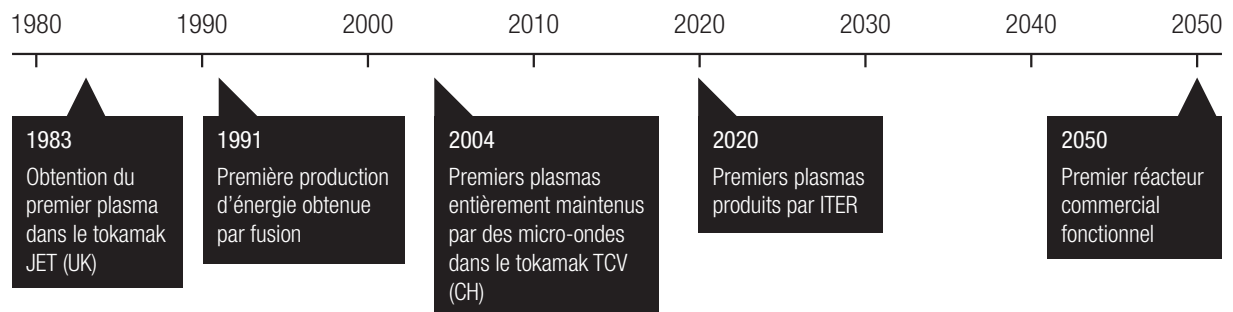 1980 1990 2000 2010 2020 2030 2040 2050
1983
Obtention du
premier plasma
dans le tokamak
JET (UK)
1991
Première production
d’énergie obtenue
par fusion
2004
Premiers plasmas
entièrement maintenus
par des micro-ondes
dans le tokamak TCV
(CH)
2020
Premiers plasmas
produits par ITER
2050
Premier réacteur
commercial
fonctionnel